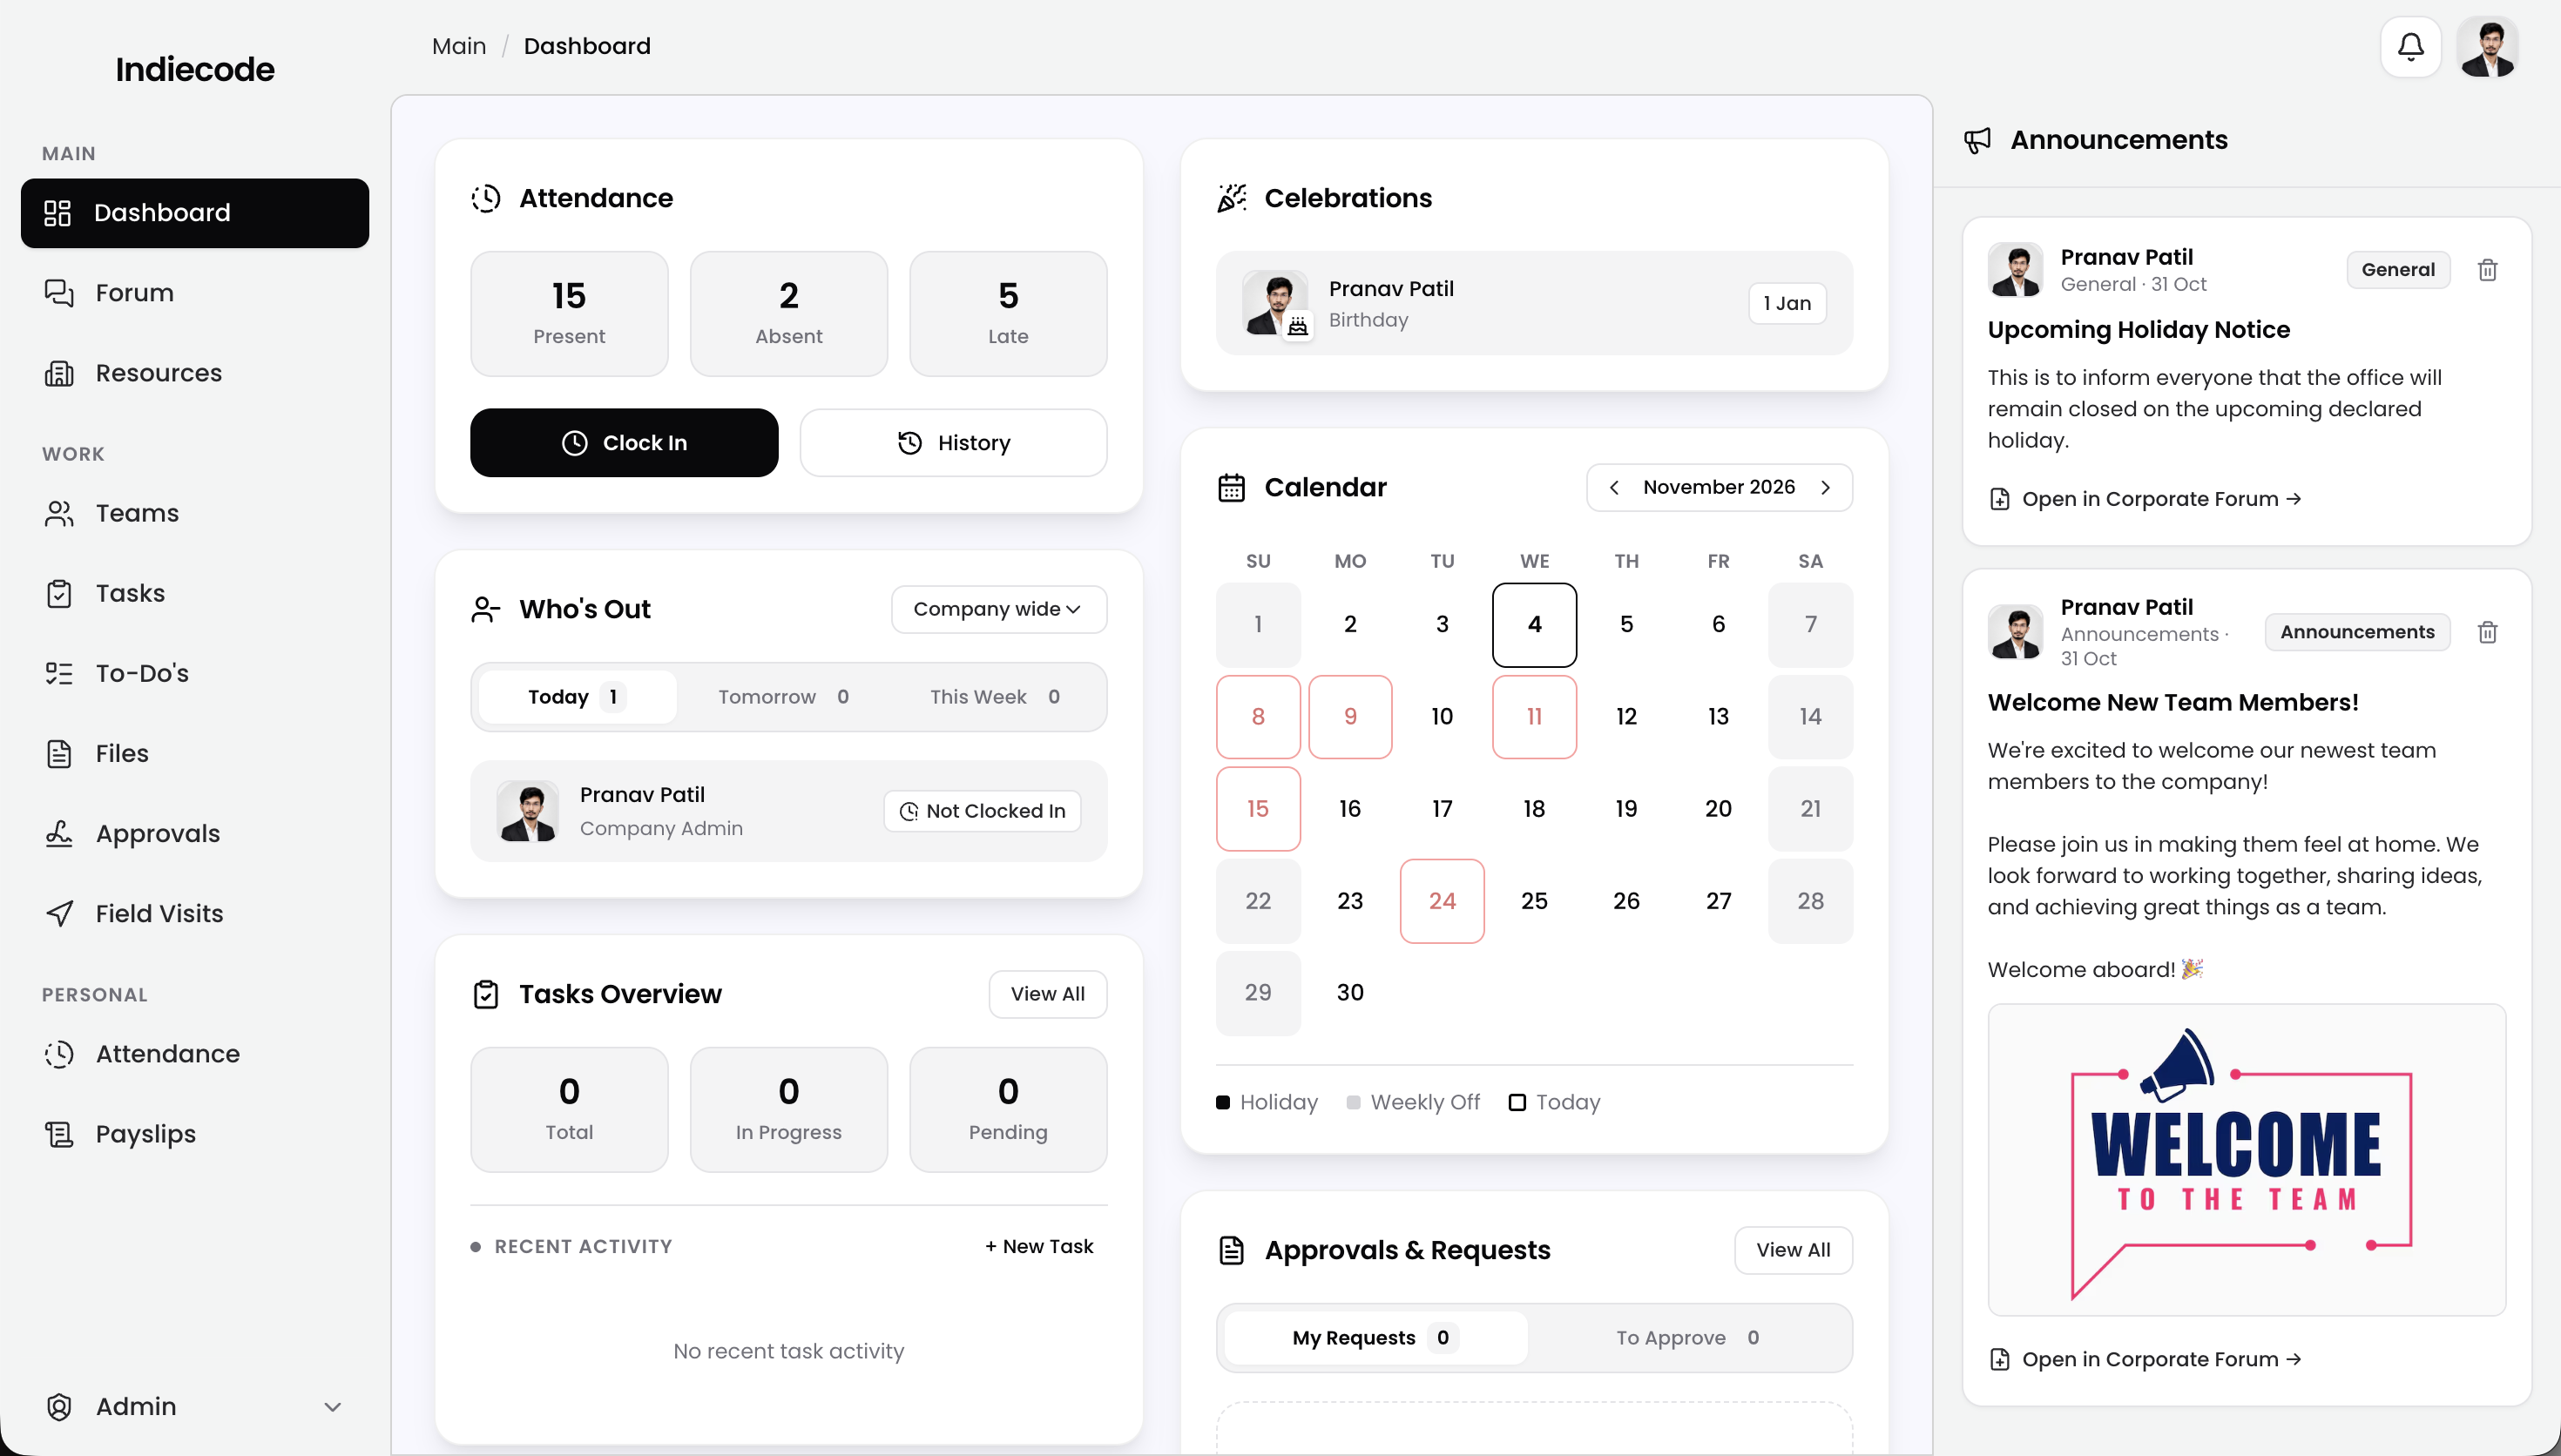 Indiecode
MAIN
Dashboard
Forum
Resources
WORK
Teams
Tasks
To-Do's
Files
Approvals
Field Visits
PERSONAL
Attendance
Payslips
Admin
Main / Dashboard
Attendance
15 2 5
Present Absent Late
Clock In History
Who's Out Company wide
Today 1 Tomorrow 0 This Week 0
Pranav Patil
Company Admin
Not Clocked In
Tasks Overview View All
0 0 0
Total In Progress Pending
RECENT ACTIVITY + New Task
No recent task activity
Celebrations
Pranav Patil
Birthday
1 Jan
Calendar November 2026
SU MO TU WE TH FR SA
1 2 3 4 5 6 7
8 9 10 11 12 13 14
15 16 17 18 19 20 21
22 23 24 25 26 27 28
29 30
Holiday Weekly Off Today
Approvals & Requests View All
My Requests 0 To Approve 0
Announcements
Pranav Patil
General · 31 Oct
General
Upcoming Holiday Notice
This is to inform everyone that the office will
remain closed on the upcoming declared
holiday.
Open in Corporate Forum →
Pranav Patil
Announcements ·
31 Oct
Announcements
Welcome New Team Members!
We're excited to welcome our newest team
members to the company!
Please join us in making them feel at home. We
look forward to working together, sharing ideas,
and achieving great things as a team.
Welcome aboard! 🎉
WELCOME
TO THE TEAM
Open in Corporate Forum →